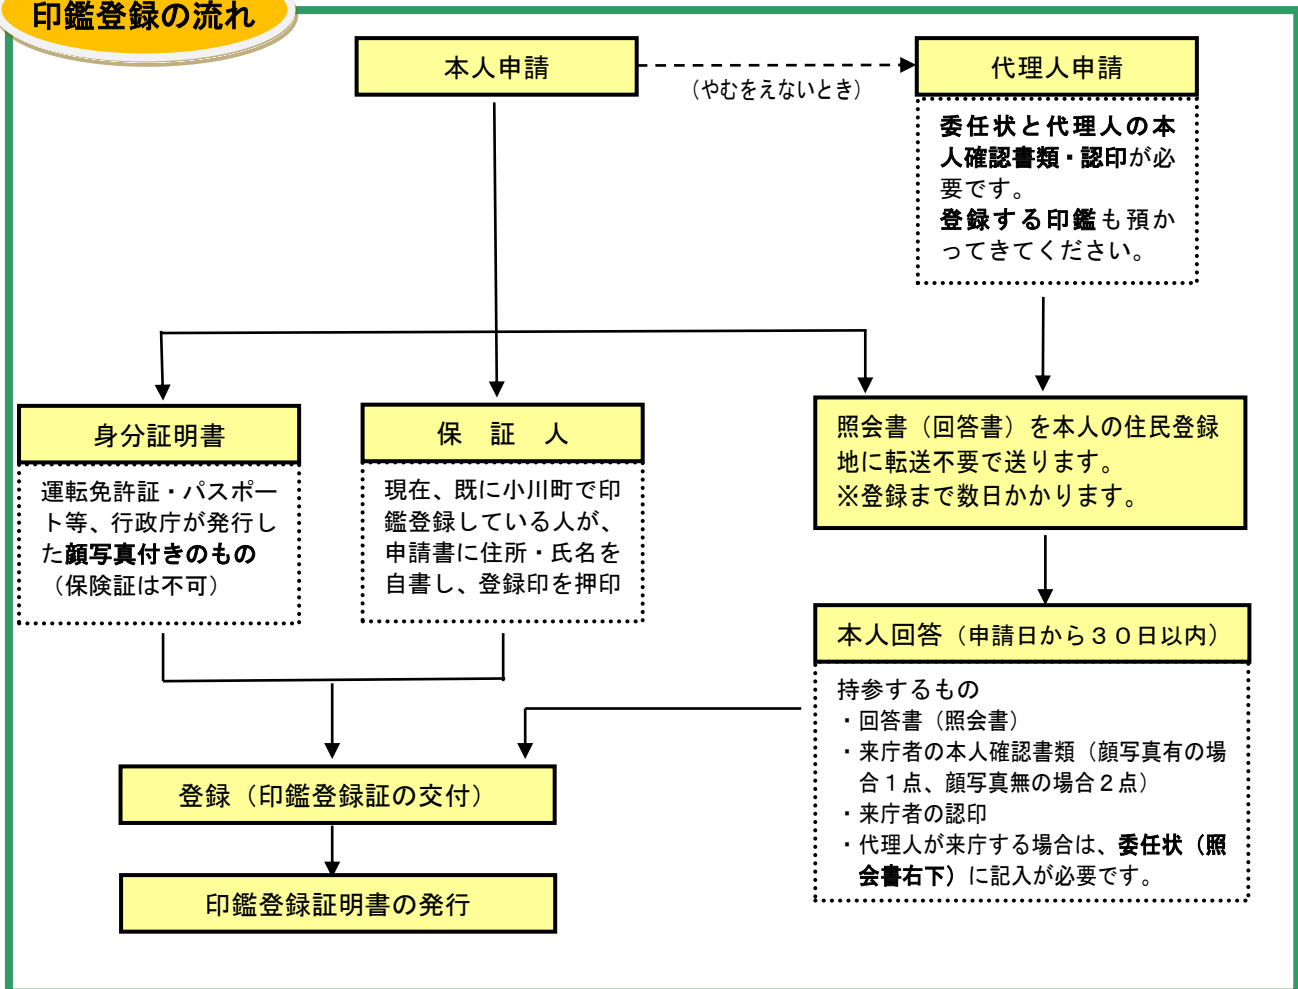 印鑑登録の流れ
本人申請
（やむをえないとき）
代理人申請
委任状と代理人の本
人確認書類・認印が必
要です。
登録する印鑑も預か
ってきてください。
身分証明書
運転免許証・パスポー
ト等、行政庁が発行し
た顔写真付きのもの
（保険証は不可）
保　証　人
現在、既に小川町で印
鑑登録している人が、
申請書に住所・氏名を
自書し、登録印を押印
照会書（回答書）を本人の住民登録
地に転送不要で送ります。
※登録まで数日かかります。
本人回答（申請日から３０日以内）
持参するもの
・回答書（照会書）
・来庁者の本人確認書類（顔写真有の場
合１点、顔写真無の場合２点）
・来庁者の認印
・代理人が来庁する場合は、委任状（照
会書右下）に記入が必要です。
登録（印鑑登録証の交付）
印鑑登録証明書の発行